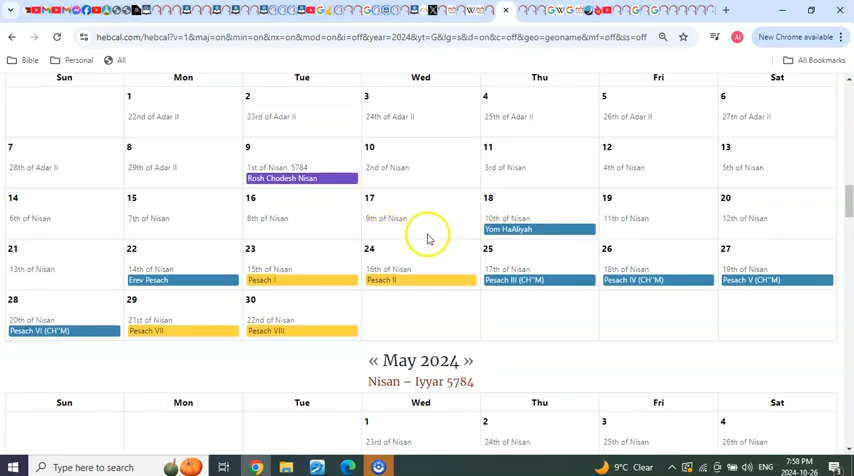 hebcal.com/hebcal?v=1&maj=on&min=on&nx=on&mod=on&i=off&year=2024&yt=G&lg=s&d=on&c=off&geo=geoname&mf=off&ss=off
AI
New Chrome available
Bible
Personal
All
All Bookmarks
Sun Mon Tue Wed Thu Fri Sat
1 2 3 4 5 6
22nd of Adar II 23rd of Adar II 24th of Adar II 25th of Adar II 26th of Adar II 27th of Adar II
7 8 9 10 11 12 13
28th of Adar II 29th of Adar II 1st of Nisan, 5784 2nd of Nisan 3rd of Nisan 4th of Nisan 5th of Nisan
Rosh Chodesh Nisan
14 15 16 17 18 19 20
6th of Nisan 7th of Nisan 8th of Nisan 9th of Nisan 10th of Nisan 11th of Nisan 12th of Nisan
Yom HaAliyah
21 22 23 24 25 26 27
13th of Nisan 14th of Nisan 15th of Nisan 16th of Nisan 17th of Nisan 18th of Nisan 19th of Nisan
Erev Pesach Pesach I Pesach II Pesach III (CH"M) Pesach IV (CH"M) Pesach V (CH"M)
28 29 30
20th of Nisan 21st of Nisan 22nd of Nisan
Pesach VI (CH"M) Pesach VII Pesach VIII
« May 2024 »
Nisan – Iyyar 5784
Sun Mon Tue Wed Thu Fri Sat
1 2 3 4
23rd of Nisan 24th of Nisan 25th of Nisan 26th of Nisan
Type here to search
9°C Clear
ENG
7:58 PM
2024-10-26
3